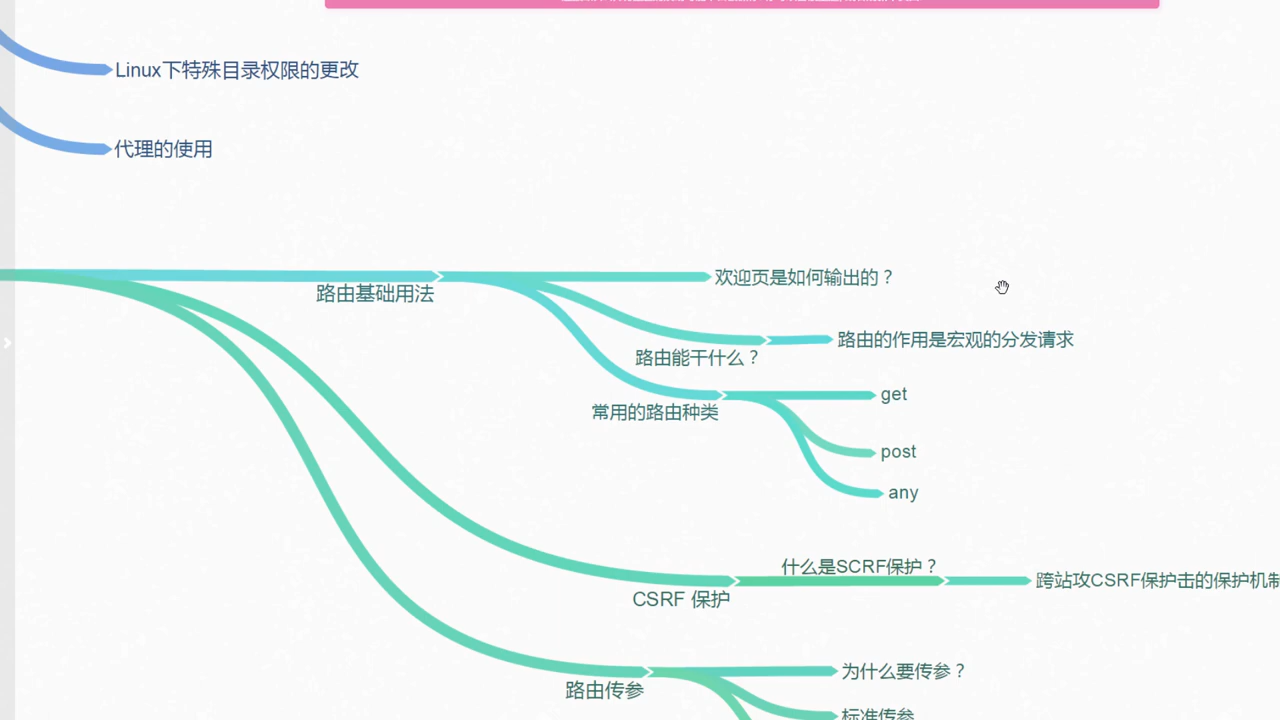 Linux下特殊目录权限的更改
代理的使用
路由基础用法
欢迎页是如何输出的？
路由能干什么？
路由的作用是宏观的分发请求
常用的路由种类
get
post
any
CSRF 保护
什么是SCRF保护？
跨站攻CSRF保护击的保护机制
路由传参
为什么要传参？
标准传参